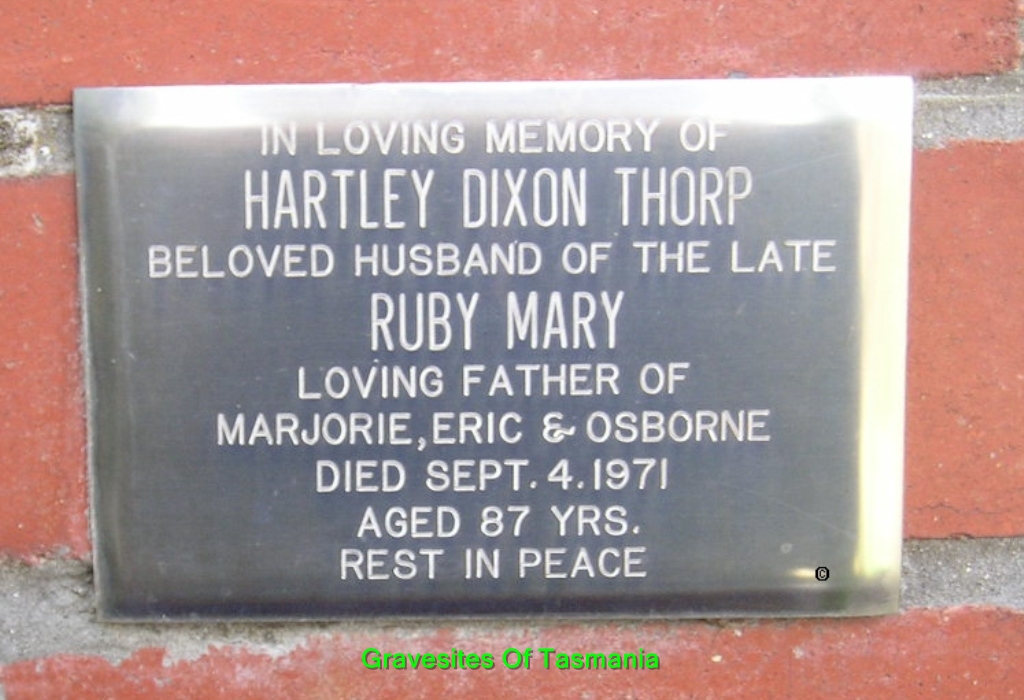 IN LOVING MEMORY OF
HARTLEY DIXON THORP
BELOVED HUSBAND OF THE LATE
RUBY MARY
LOVING FATHER OF
MARJORIE, ERIC & OSBORNE
DIED SEPT. 4. 1971
AGED 87 YRS.
REST IN PEACE
©
Gravesites Of Tasmania